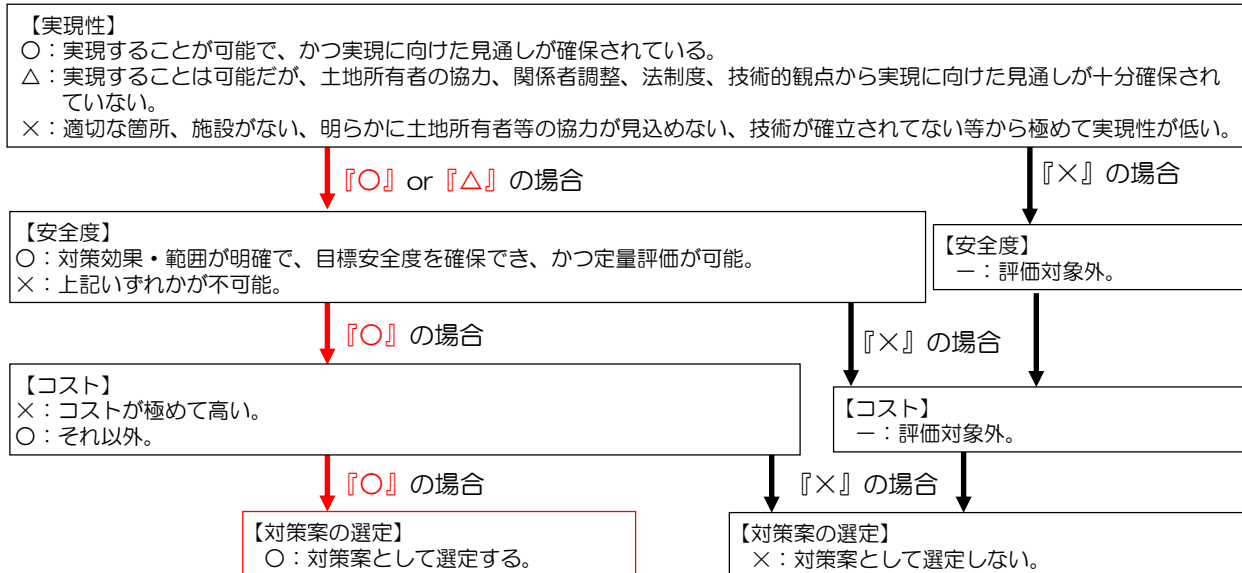 【実現性】
〇：実現することが可能で、かつ実現に向けた見通しが確保されている。
△：実現することは可能だが、土地所有者の協力、関係者調整、法制度、技術的観点から実現に向けた見通しが十分確保され
ていない。
×：適切な箇所、施設がない、明らかに土地所有者等の協力が見込めない、技術が確立されてない等から極めて実現性が低い。
『〇』or『△』の場合
『×』の場合
【安全度】
〇：対策効果・範囲が明確で、目標安全度を確保でき、かつ定量評価が可能。
×：上記いずれかが不可能。
【安全度】
－：評価対象外。
『〇』の場合
『×』の場合
【コスト】
×：コストが極めて高い。
〇：それ以外。
【コスト】
－：評価対象外。
『〇』の場合
『×』の場合
【対策案の選定】
〇：対策案として選定する。
【対策案の選定】
×：対策案として選定しない。